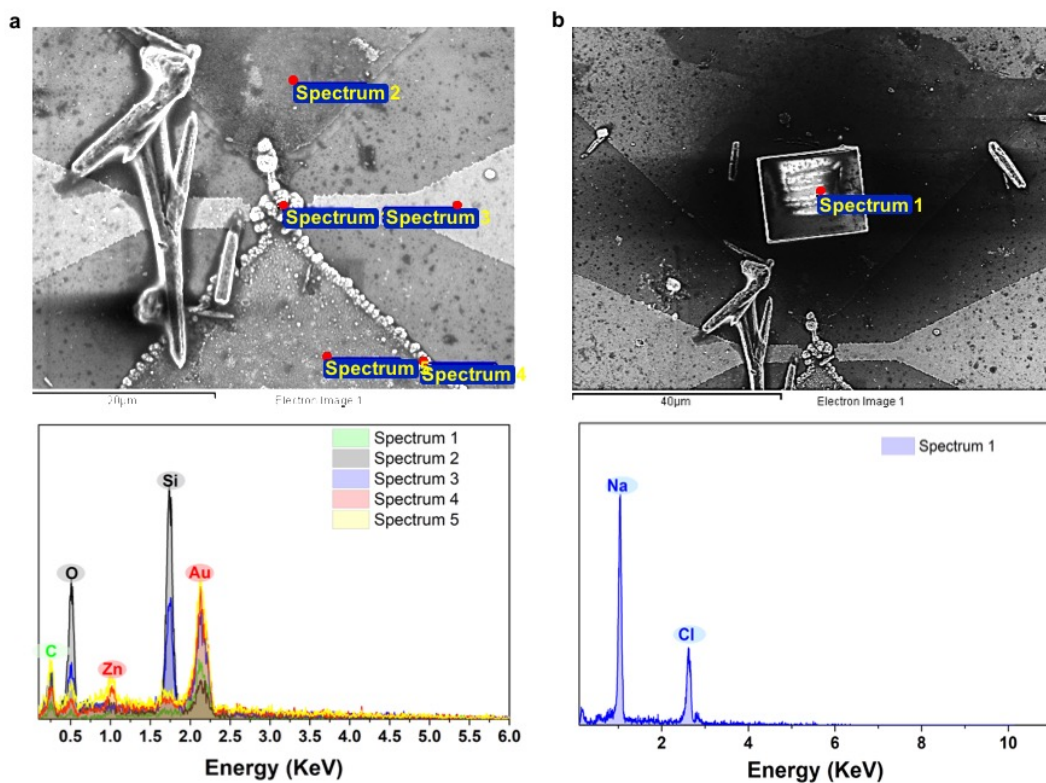 a
Spectrum 2
Spectrum
Spectrum 3
Spectrum
Spectrum 4
20µm
Electron Image 1
Spectrum 1
Spectrum 2
Spectrum 3
Spectrum 4
Spectrum 5
C
O
Zn
Si
Au
0.5 1.0 1.5 2.0 2.5 3.0 3.5 4.0 4.5 5.0 5.5 6.0
Energy (KeV)
b
Spectrum 1
40µm
Electron Image 1
Spectrum 1
Na
Cl
2 4 6 8 10
Energy (KeV)